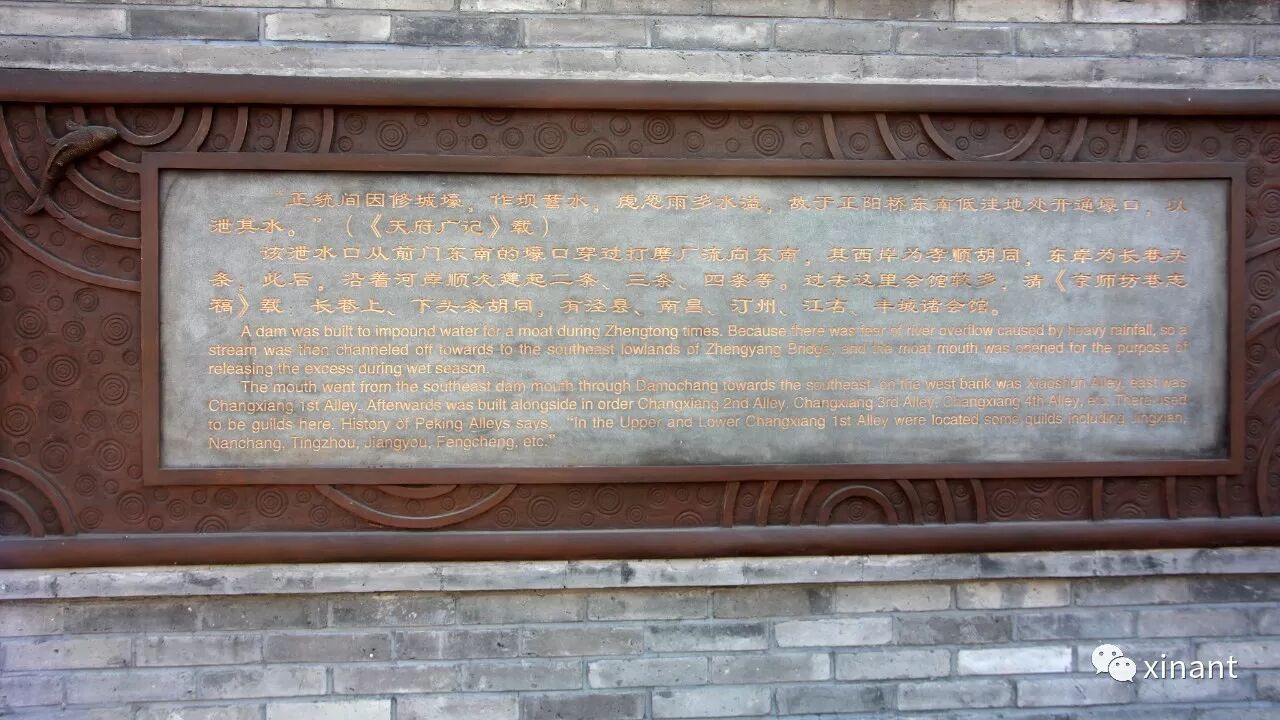 “正统间因修城壕，作坝蓄水，虑恐雨多水溢，故于正阳桥东南低洼地处开通壕口，以
泄其水。”（《天府广记》载）
该泄水口从前门东南的壕口穿过打磨厂流向东南，其西岸为孝顺胡同，东岸为长巷头
条，此后，沿着河岸顺次建起二条、三条、四条等。过去这里会馆较多，清《京师坊巷志
稿》载：长巷上、下头条胡同，有泾县、南昌、汀州、江右、丰城诸会馆。
A dam was built to impound water for a moat during Zhengtong times. Because there was fear of river overflow caused by heavy rainfall, so a
stream was then channeled off towards to the southeast lowlands of Zhengyang Bridge, and the moat mouth was opened for the purpose of
releasing the excess during wet season.
The mouth went from the southeast dam mouth through Damochang towards the southeast, on the west bank was Xiaoshun Alley, east was
Changxiang 1st Alley. Afterwards was built alongside in order Changxiang 2nd Alley, Changxiang 3rd Alley, Changxiang 4th Alley, etc. There used
to be guilds here. History of Peking Alleys says, “In the Upper and Lower Changxiang 1st Alley were located some guilds including Jingxian,
Nanchang, Tingzhou, Jiangyou, Fengcheng, etc.”
xinant